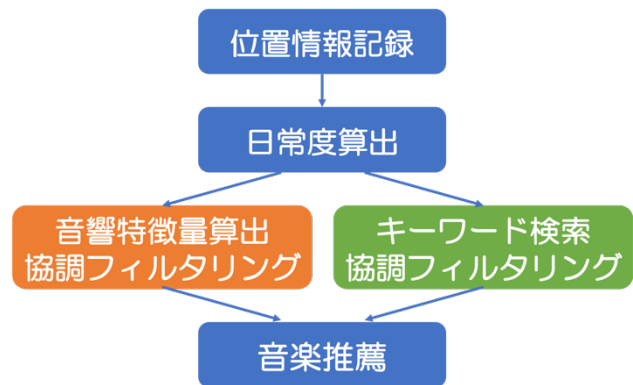 位置情報記録
日常度算出
音響特徴量算出
協調フィルタリング
キーワード検索
協調フィルタリング
音楽推薦